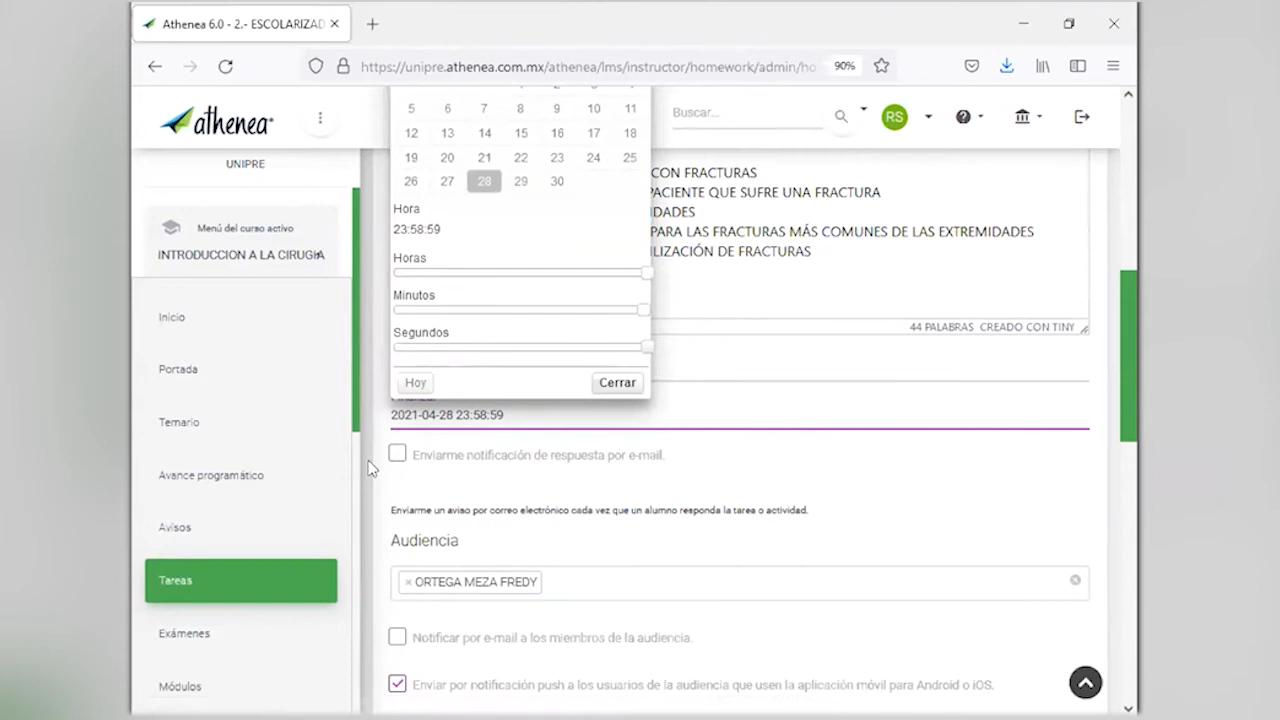 Athenea 6.0 - 2.- ESCOLARIZAD
https://unipre.athenea.com.mx/athenea/lms/instructor/homework/admin/ho
90%
athenea
Buscar...
RS
UNIPRE
Menú del curso activo
INTRODUCCION A LA CIRUGIA
Inicio
Portada
Temario
Avance programático
Avisos
Tareas
Exámenes
Módulos
5 6 7 8 9 10 11
12 13 14 15 16 17 18
19 20 21 22 23 24 25
26 27 28 29 30
Hora
23:58:59
Horas
Minutos
Segundos
Hoy
Cerrar
CON FRACTURAS
PACIENTE QUE SUFRE UNA FRACTURA
IDADES
PARA LAS FRACTURAS MÁS COMUNES DE LAS EXTREMIDADES
ILIZACIÓN DE FRACTURAS
44 PALABRAS CREADO CON TINY
2021-04-28 23:58:59
Enviarme notificación de respuesta por e-mail.
Enviarme un aviso por correo electrónico cada vez que un alumno responda la tarea o actividad.
Audiencia
× ORTEGA MEZA FREDY
Notificar por e-mail a los miembros de la audiencia.
Enviar por notificación push a los usuarios de la audiencia que usen la aplicación móvil para Android o iOS.